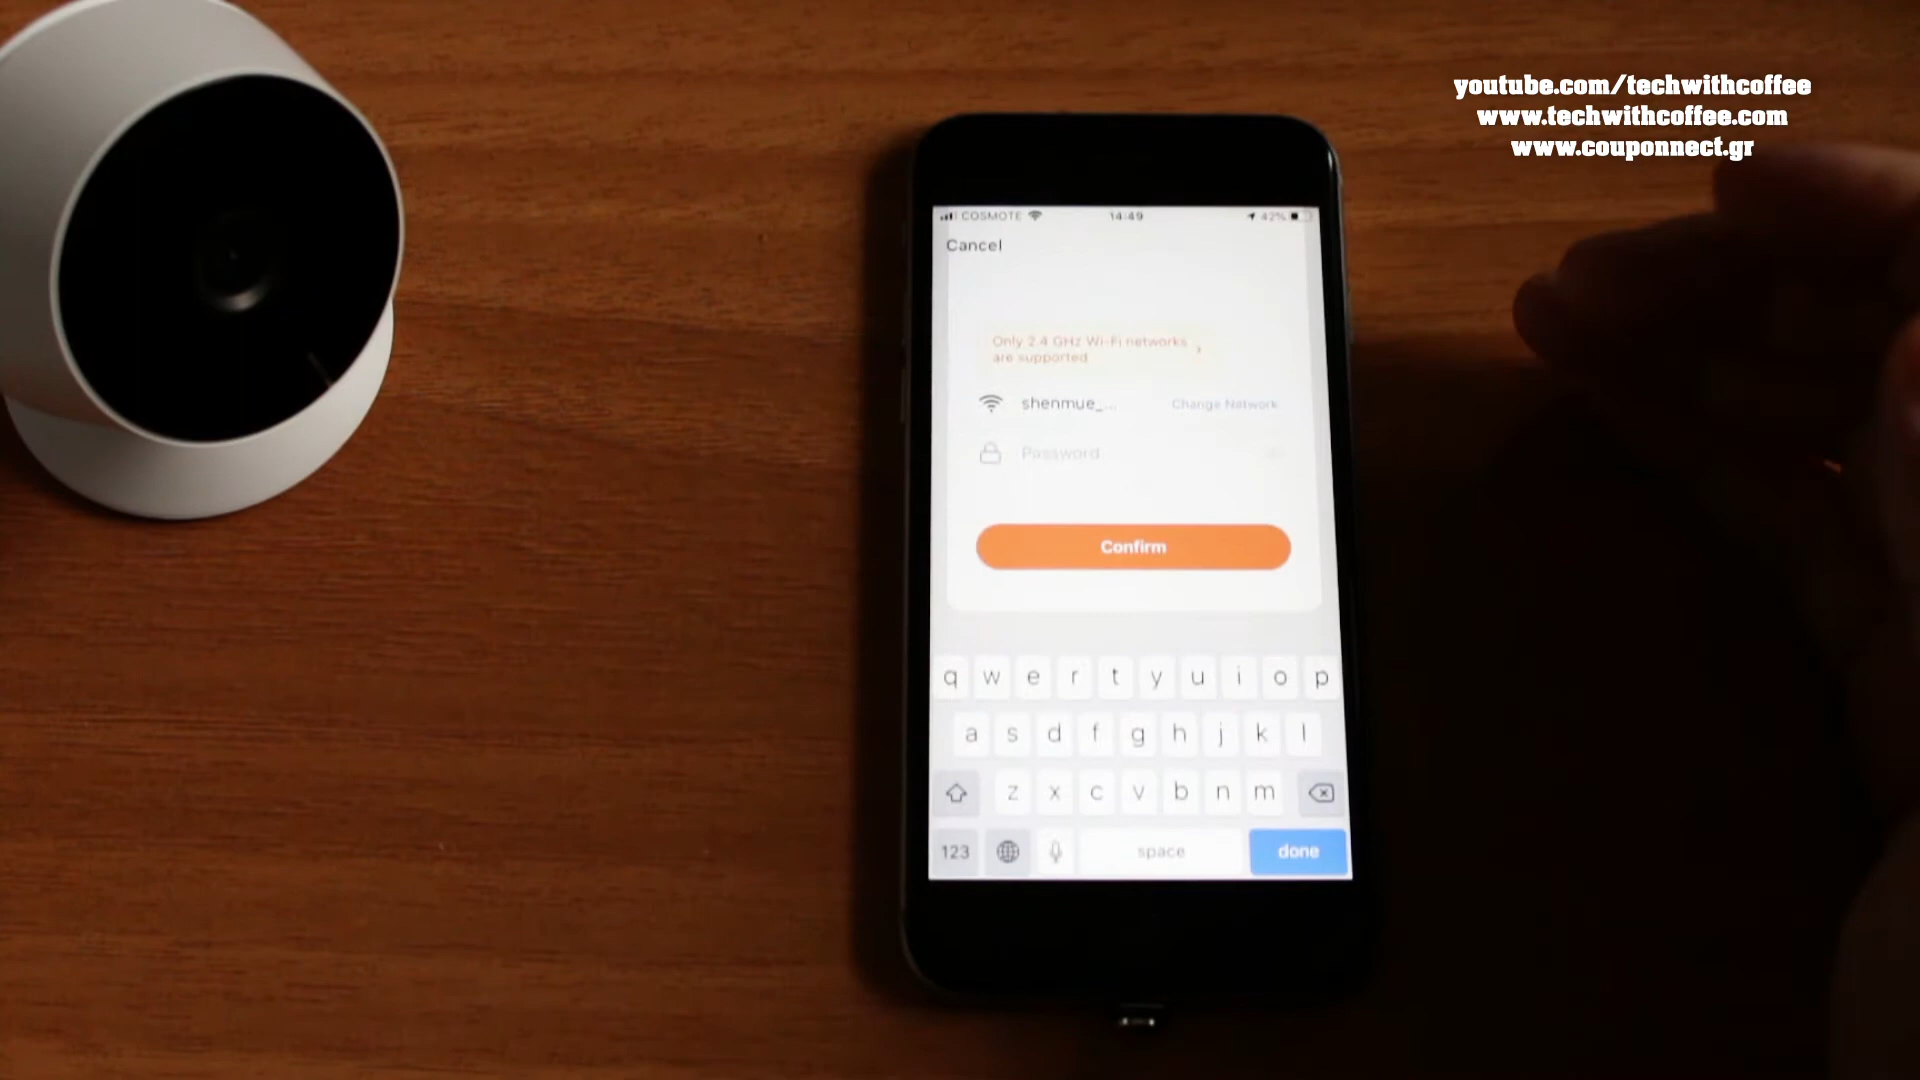 youtube.com/techwithcoffee
www.techwithcoffee.com
www.couponnect.gr
COSMOTE 14:49 42%
Cancel
Only 2.4 GHz Wi-Fi networks
are supported
shenmue_... Change Network
Password
Confirm
q w e r t y u i o p
a s d f g h j k l
z x c v b n m
123 space done